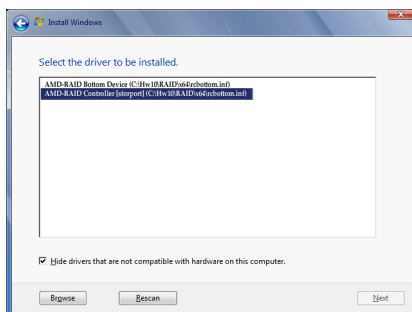 Install Windows
Select the driver to be installed.
AMD-RAID Bottom Device (C:\Hw10\RAID\x64\rcbottom.inf)
AMD-RAID Controller [storport] (C:\Hw10\RAID\x64\rcbottom.inf)
Hide drivers that are not compatible with hardware on this computer.
Browse Rescan Next